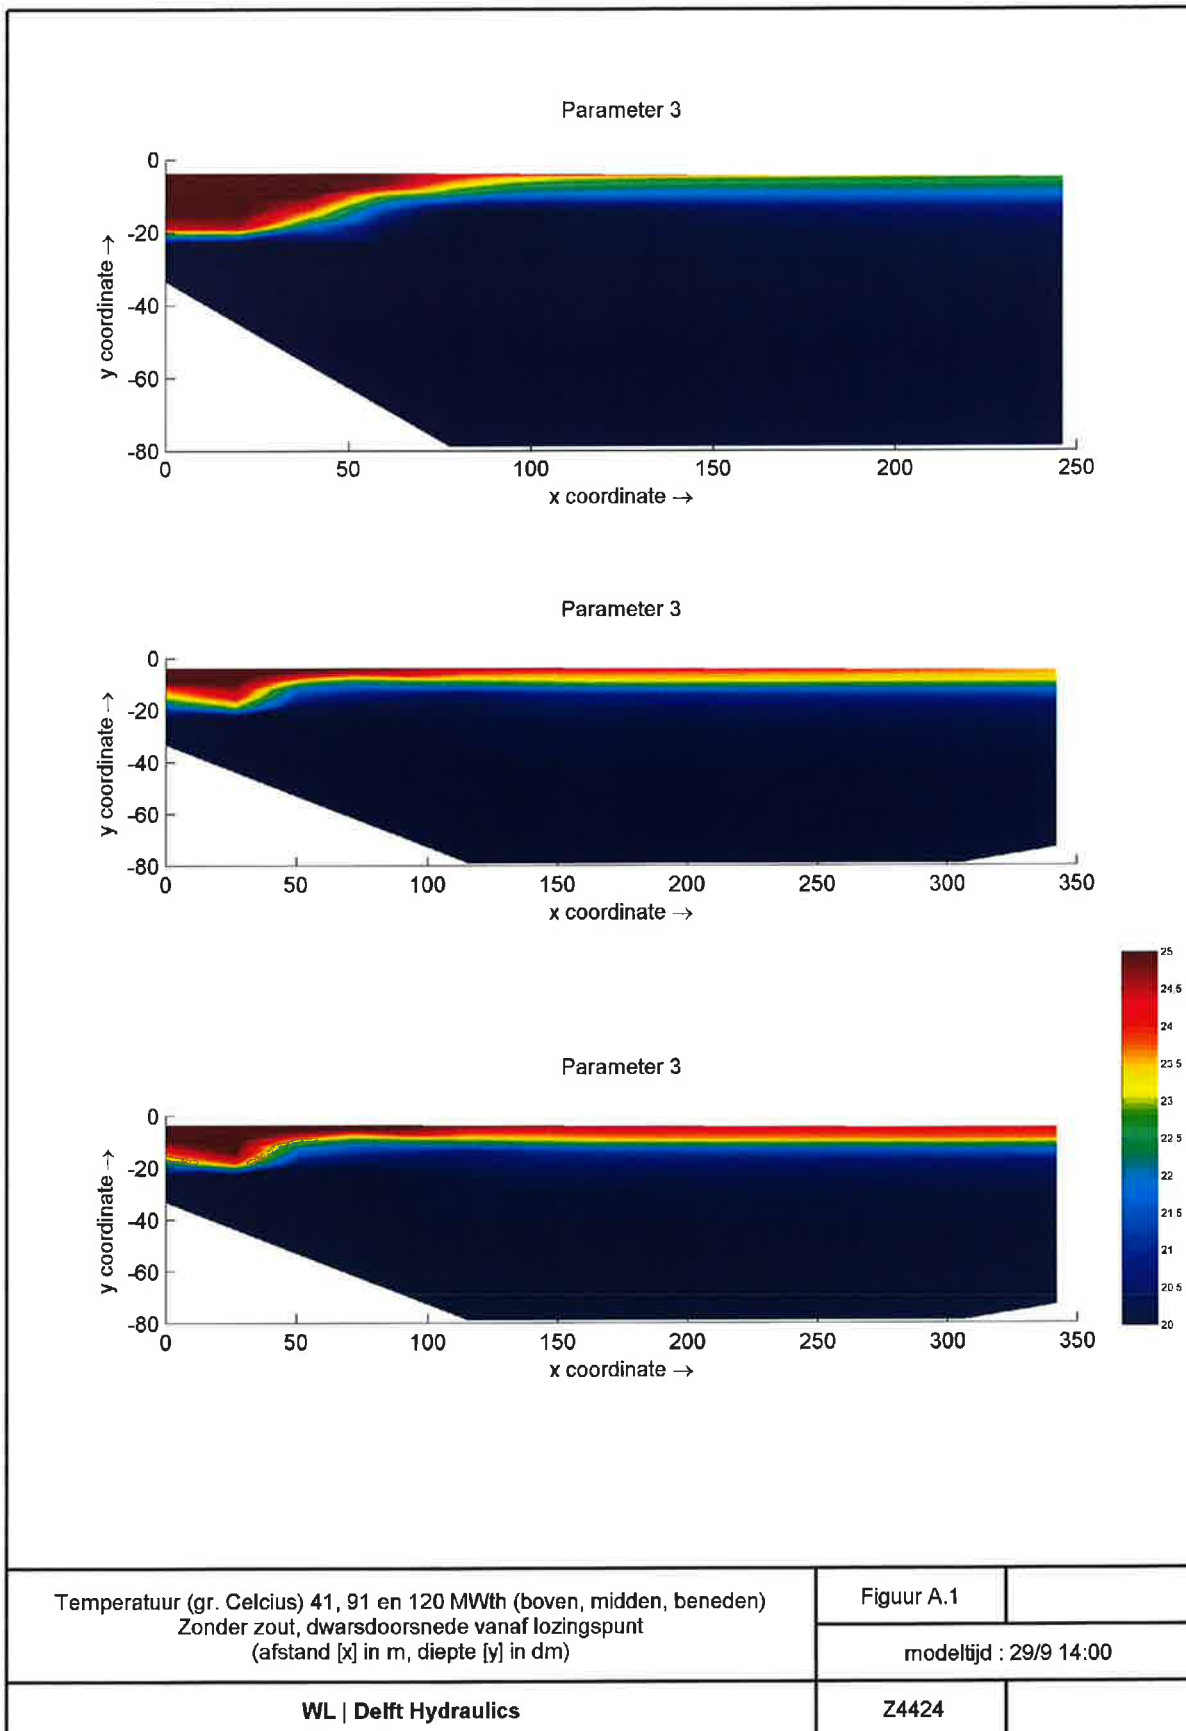 Parameter 3
0
-20
-40
-60
-80
y coordinate →
0 50 100 150 200 250
x coordinate →
Parameter 3
0
-20
-40
-60
-80
y coordinate →
0 50 100 150 200 250 300 350
x coordinate →
25
24.5
24
23.5
23
22.5
22
21.5
21
20.5
20
Parameter 3
0
-20
-40
-60
-80
y coordinate →
0 50 100 150 200 250 300 350
x coordinate →
Temperatuur (gr. Celcius) 41, 91 en 120 MWth (boven, midden, beneden)
Zonder zout, dwarsdoorsnede vanaf lozingspunt
(afstand [x] in m, diepte [y] in dm)
Figuur A.1
modeltijd : 29/9 14:00
WL | Delft Hydraulics
Z4424